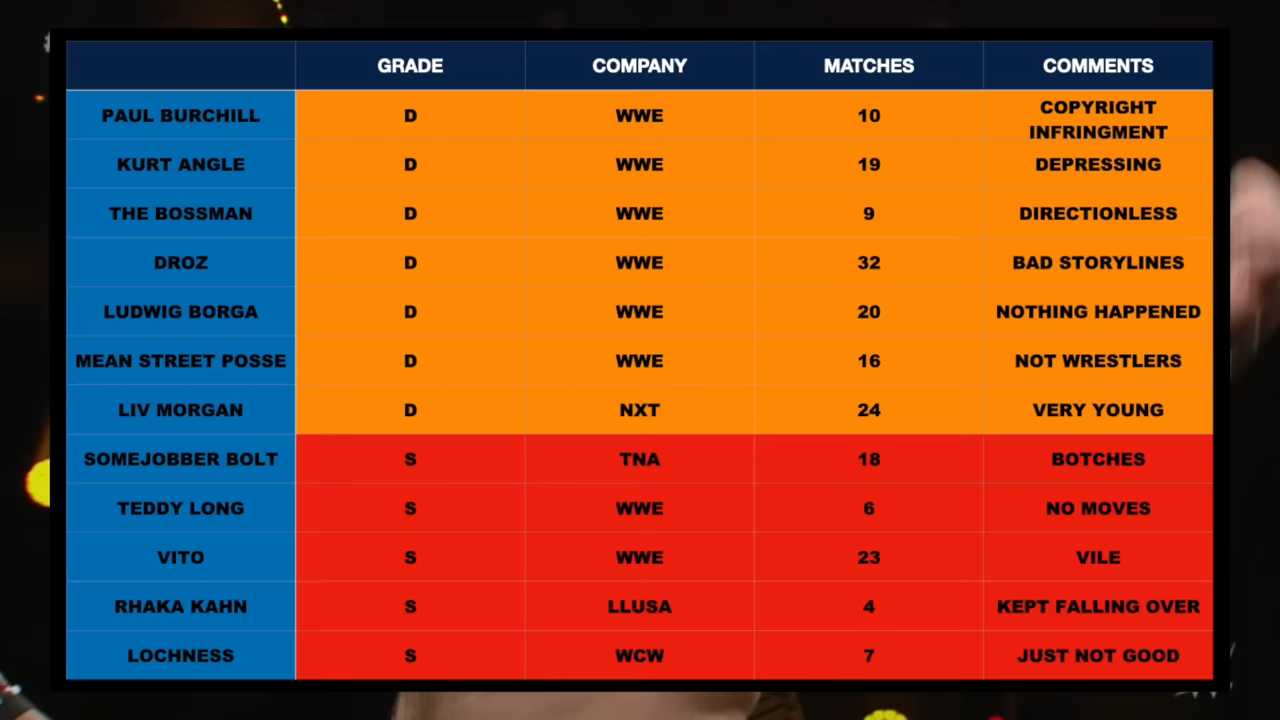 GRADE COMPANY MATCHES COMMENTS
PAUL BURCHILL D WWE 10 COPYRIGHT
INFRINGMENT
KURT ANGLE D WWE 19 DEPRESSING
THE BOSSMAN D WWE 9 DIRECTIONLESS
DROZ D WWE 32 BAD STORYLINES
LUDWIG BORGA D WWE 20 NOTHING HAPPENED
MEAN STREET POSSE D WWE 16 NOT WRESTLERS
LIV MORGAN D NXT 24 VERY YOUNG
SOMEJOBBER BOLT S TNA 18 BOTCHES
TEDDY LONG S WWE 6 NO MOVES
VITO S WWE 23 VILE
RHAKA KAHN S LLUSA 4 KEPT FALLING OVER
LOCHNESS S WCW 7 JUST NOT GOOD